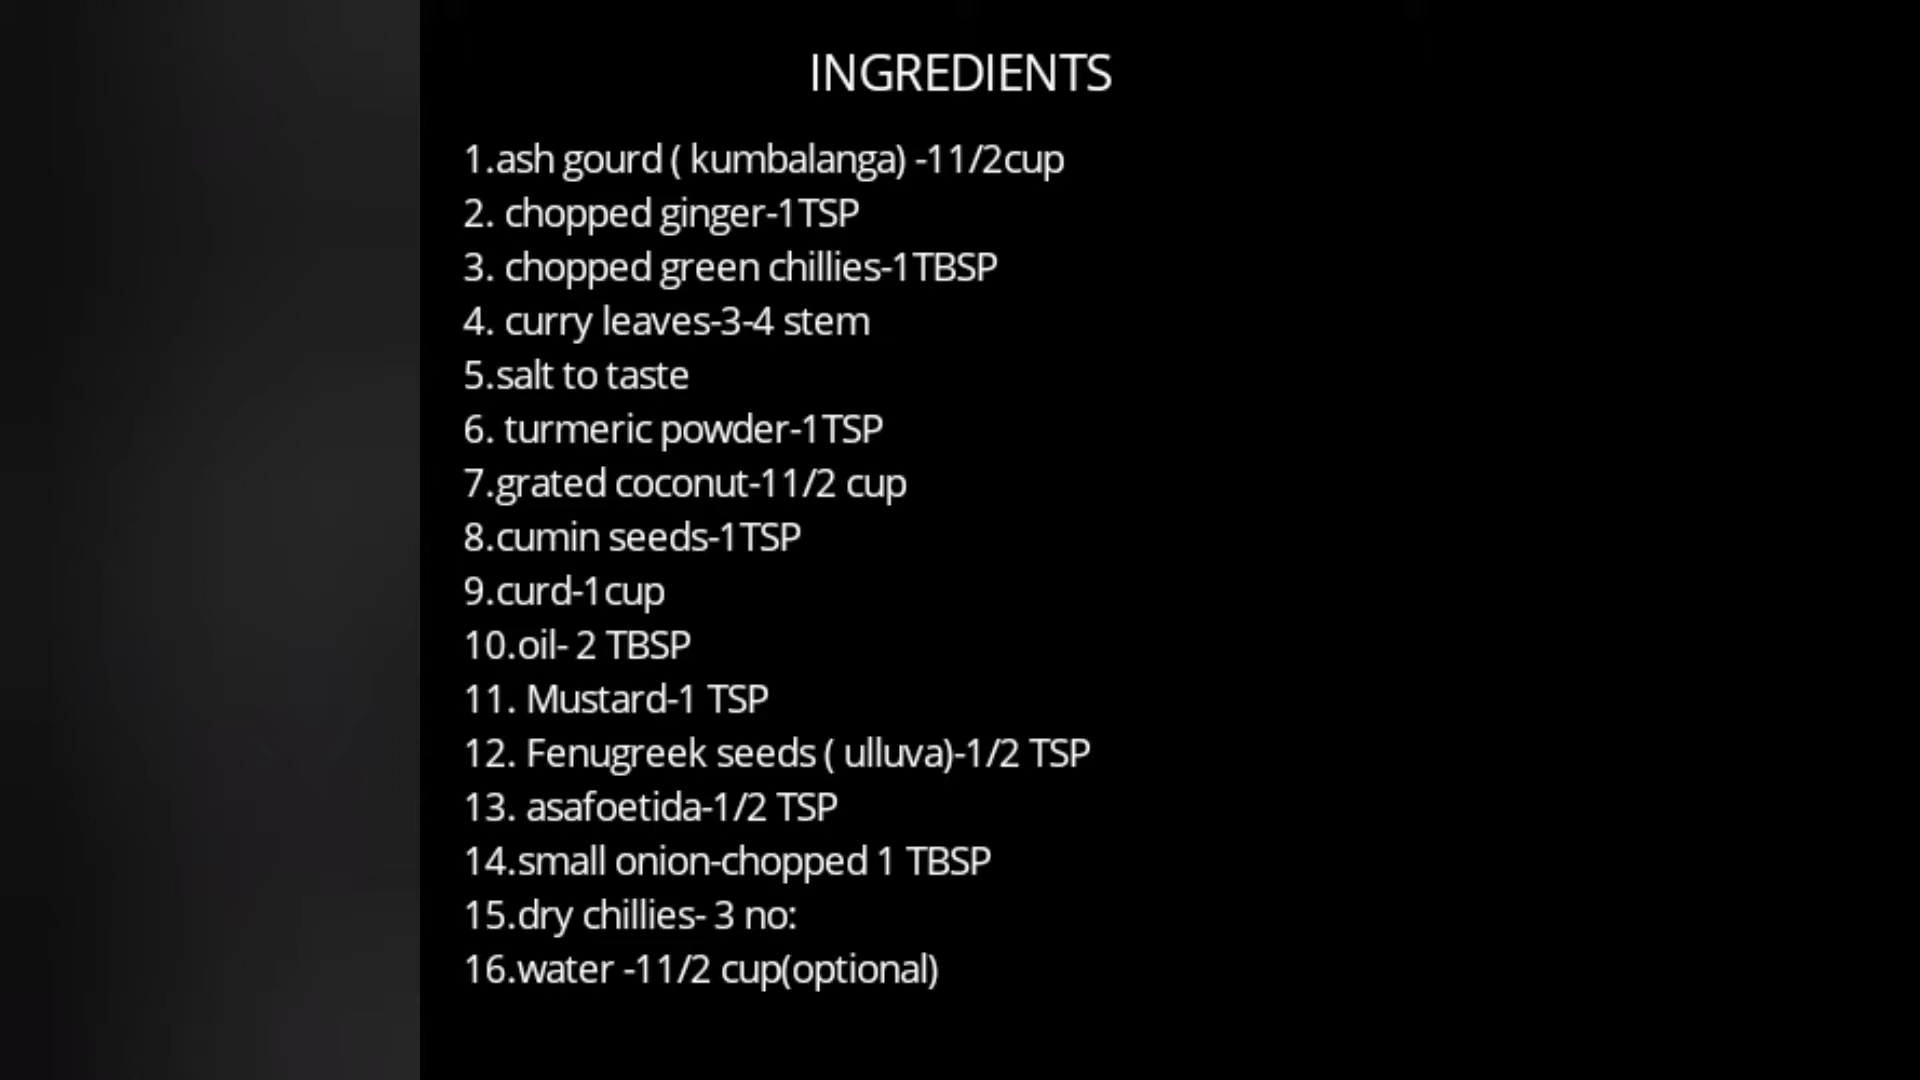 INGREDIENTS
1.ash gourd ( kumbalanga) -11/2cup
2. chopped ginger-1TSP
3. chopped green chillies-1TBSP
4. curry leaves-3-4 stem
5.salt to taste
6. turmeric powder-1TSP
7.grated coconut-11/2 cup
8.cumin seeds-1TSP
9.curd-1cup
10.oil- 2 TBSP
11. Mustard-1 TSP
12. Fenugreek seeds ( ulluva)-1/2 TSP
13. asafoetida-1/2 TSP
14.small onion-chopped 1 TBSP
15.dry chillies- 3 no:
16.water -11/2 cup(optional)